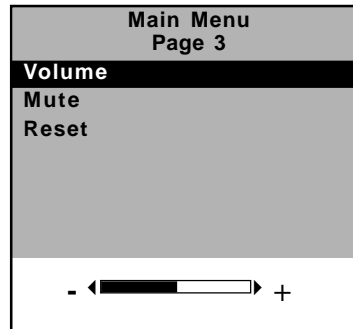 Main Menu
Page 3
Volume
Mute
Reset
- +